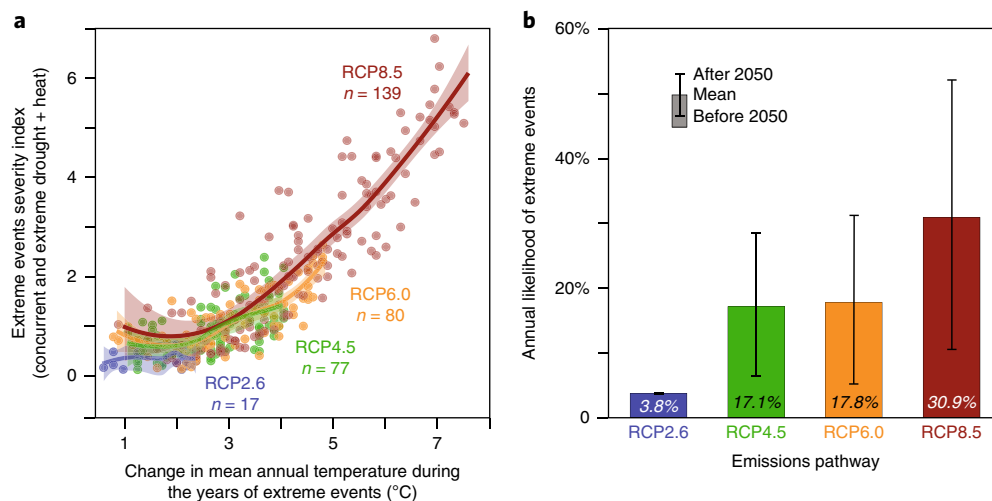 a
Extreme events severity index
(concurrent and extreme drought + heat)
6
4
2
0
RCP8.5
n = 139
RCP6.0
n = 80
RCP4.5
n = 77
RCP2.6
n = 17
1 3 5 7
Change in mean annual temperature during
the years of extreme events (°C)
b
Annual likelihood of extreme events
60%
40%
20%
0
After 2050
Mean
Before 2050
3.8% 17.1% 17.8% 30.9%
RCP2.6 RCP4.5 RCP6.0 RCP8.5
Emissions pathway